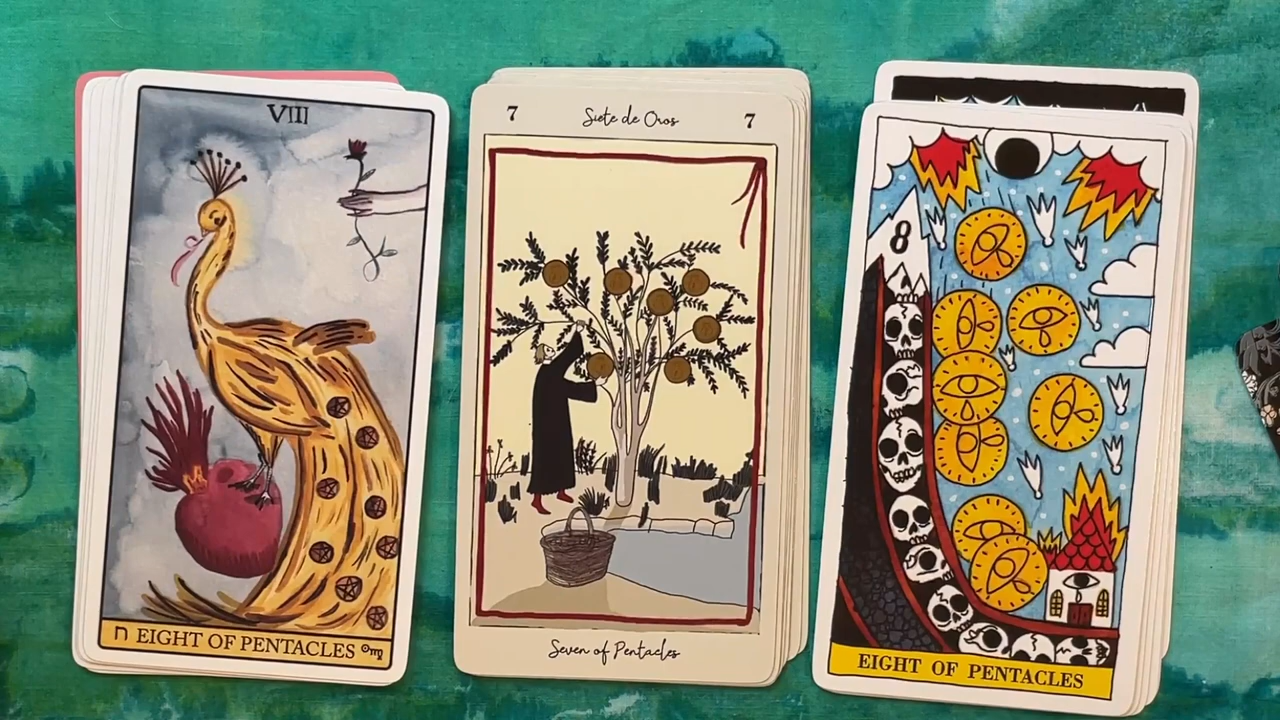 VIII
ח EIGHT OF PENTACLES ☉♍
7 Siete de Oros 7
Seven of Pentacles
8
EIGHT OF PENTACLES